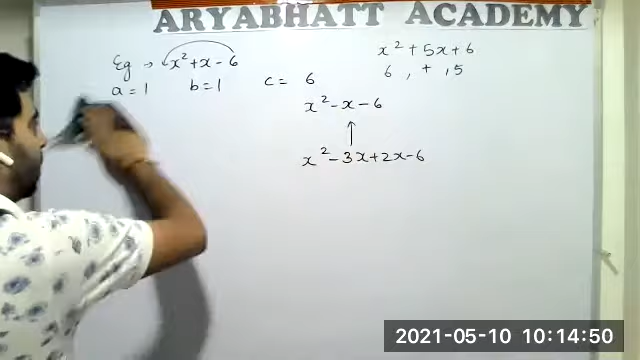 ARYABHATT ACADEMY
Eg → x² + x - 6
a = 1 b = 1 c = 6
x² + 5x + 6
6 , + , 5
x² - x - 6
↑
x² - 3x + 2x - 6
2021-05-10 10:14:50